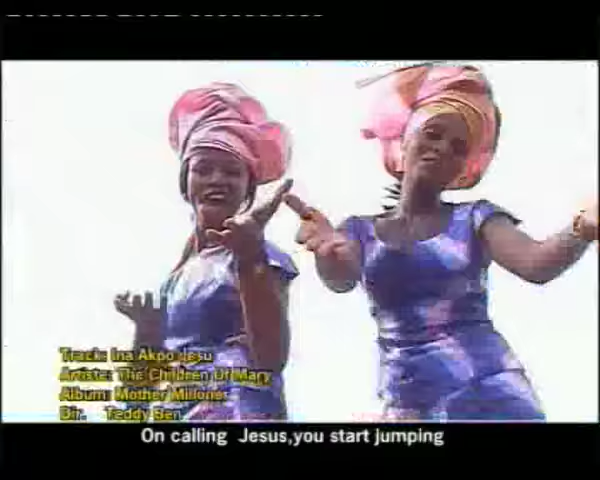 Track: Ina Akpo Jesu
Artiste: The Children Of Mary
Album: Mother
Dir. Teddy Ben
On calling Jesus,you start jumping